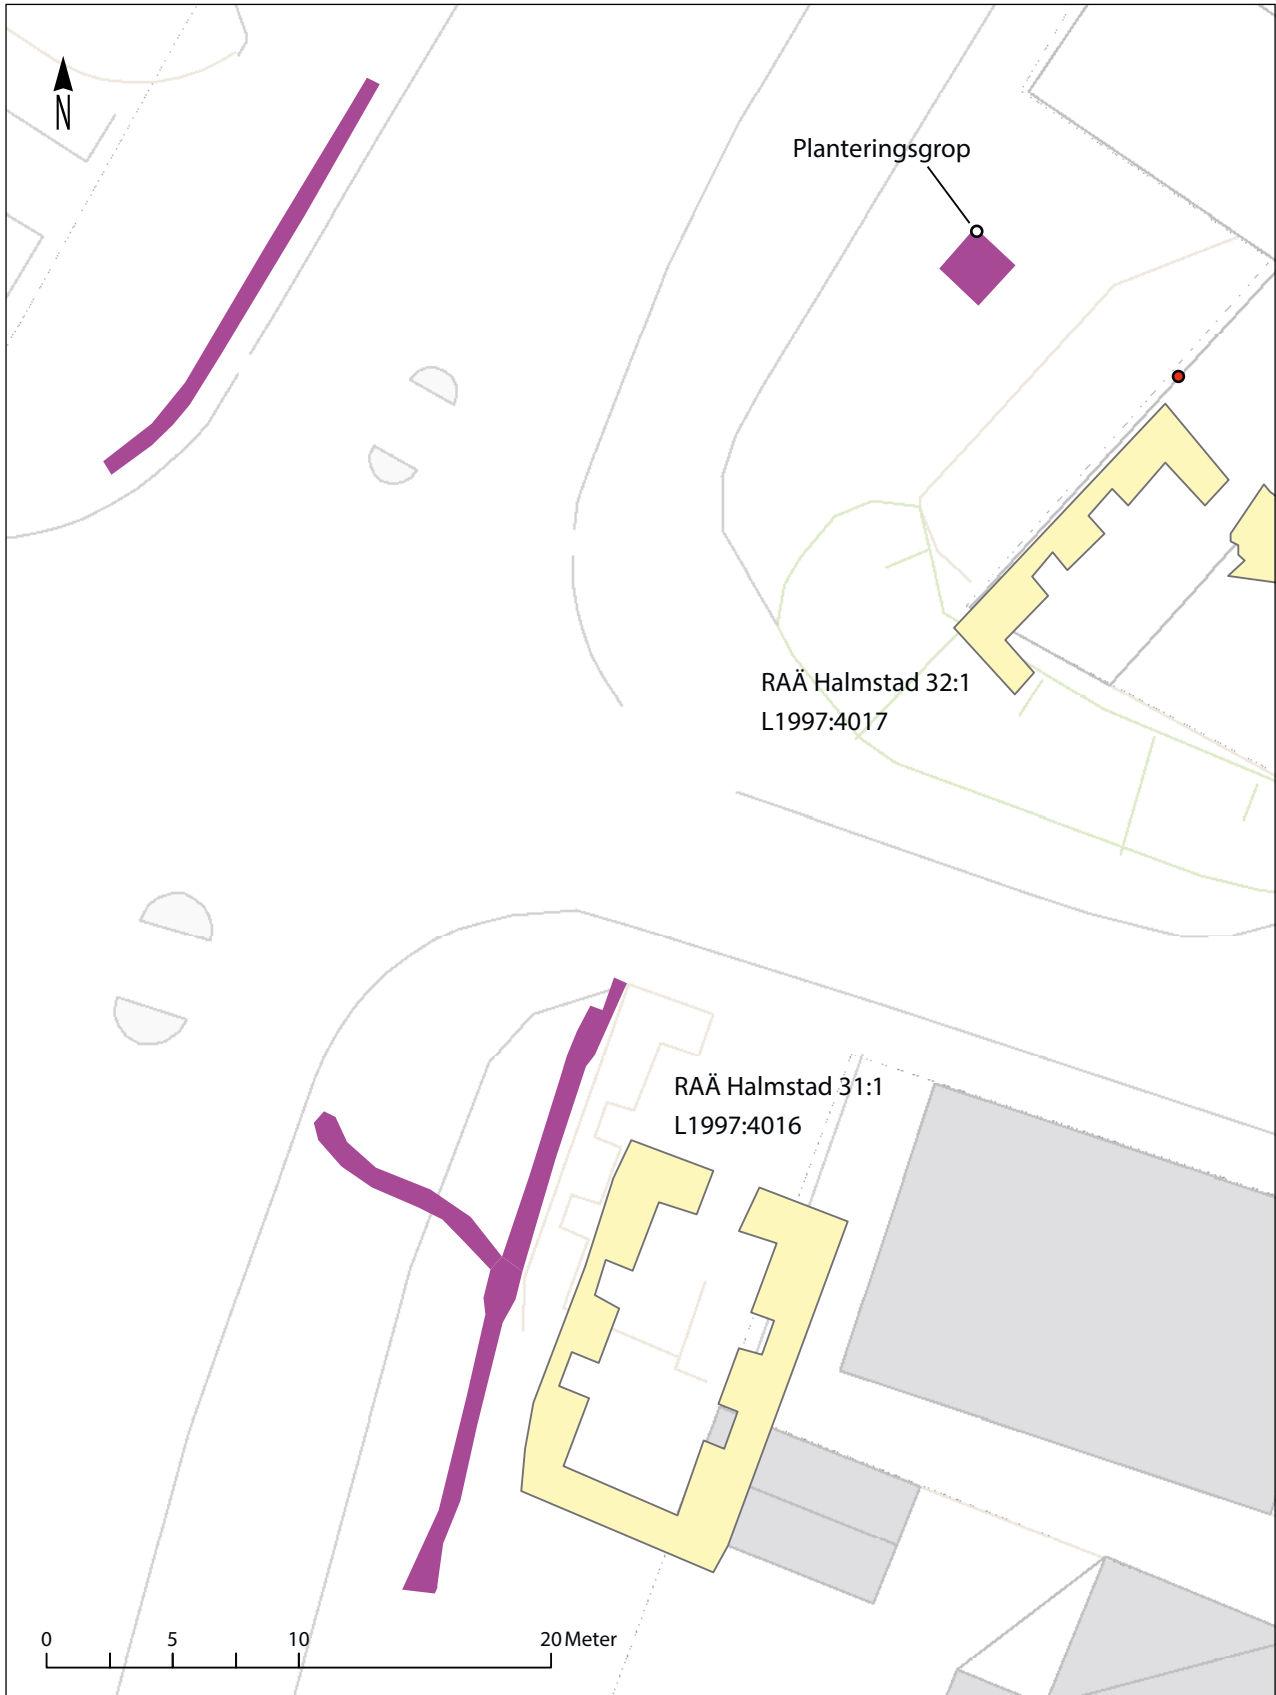 N
Planteringsgrop
RAÄ Halmstad 32:1
L1997:4017
RAÄ Halmstad 31:1
L1997:4016
0 5 10 20 Meter